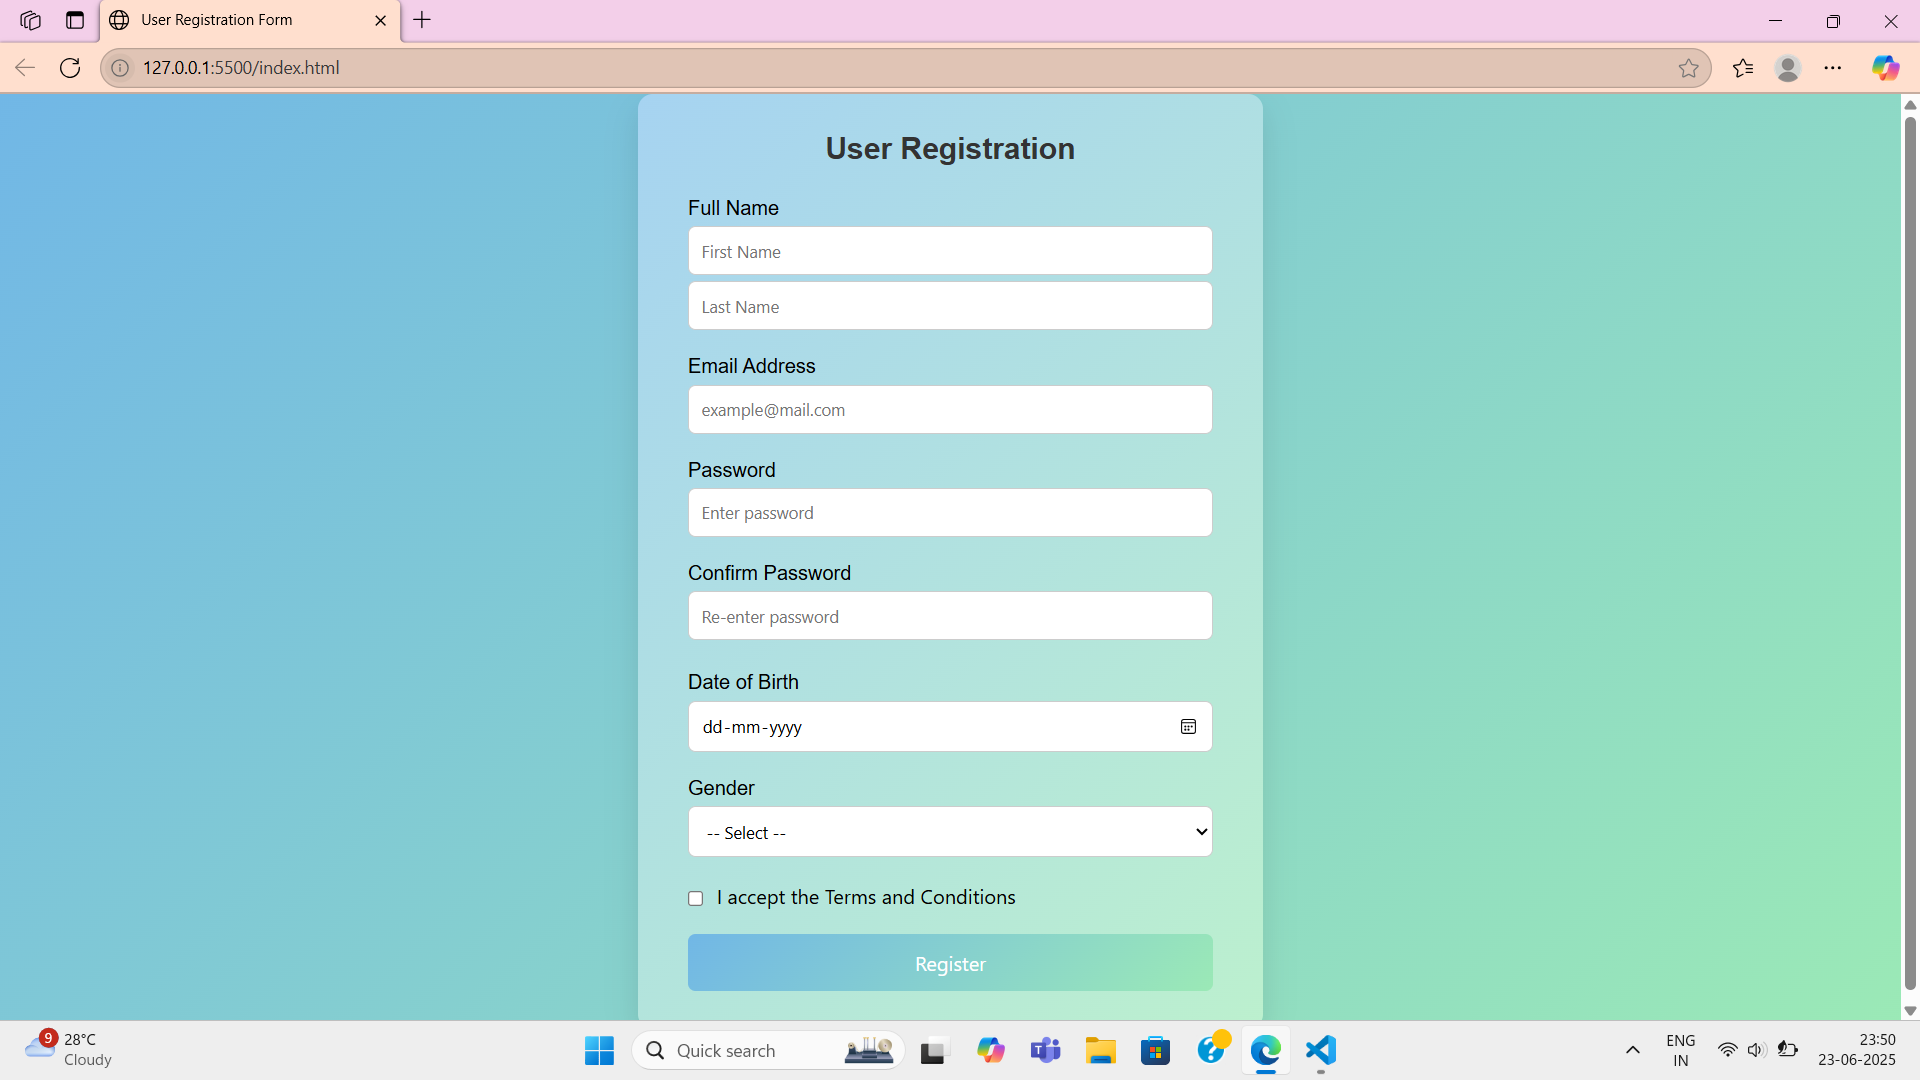 User Registration Form
127.0.0.1:5500/index.html
User Registration
Full Name
First Name
Last Name
Email Address
example@mail.com
Password
Enter password
Confirm Password
Re-enter password
Date of Birth
dd-mm-yyyy
Gender
-- Select --
I accept the Terms and Conditions
Register
9
28°C
Cloudy
Quick search
ENG
IN
23:50
23-06-2025